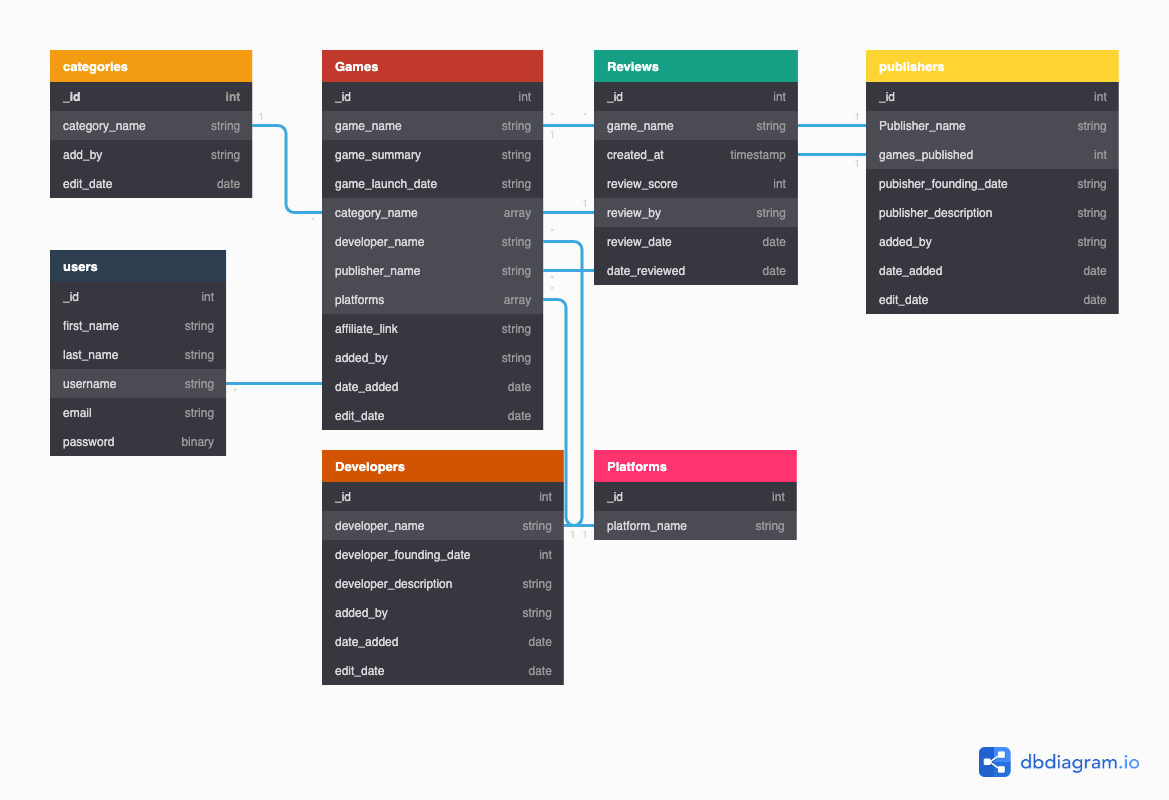 categories
_id int
category_name string
add_by string
edit_date date
Games
_id int
game_name string
game_summary string
game_launch_date string
category_name array
developer_name string
publisher_name string
platforms array
affiliate_link string
added_by string
date_added date
edit_date date
Reviews
_id int
game_name string
created_at timestamp
review_score int
review_by string
review_date date
date_reviewed date
publishers
_id int
Publisher_name string
games_published int
pubisher_founding_date string
publisher_description string
added_by string
date_added date
edit_date date
users
_id int
first_name string
last_name string
username string
email string
password binary
Developers
_id int
developer_name string
developer_founding_date int
developer_description string
added_by string
date_added date
edit_date date
Platforms
_id int
platform_name string
1
*
*
*
1
1
*
*
*
1
1
*
1 1
dbdiagram.io